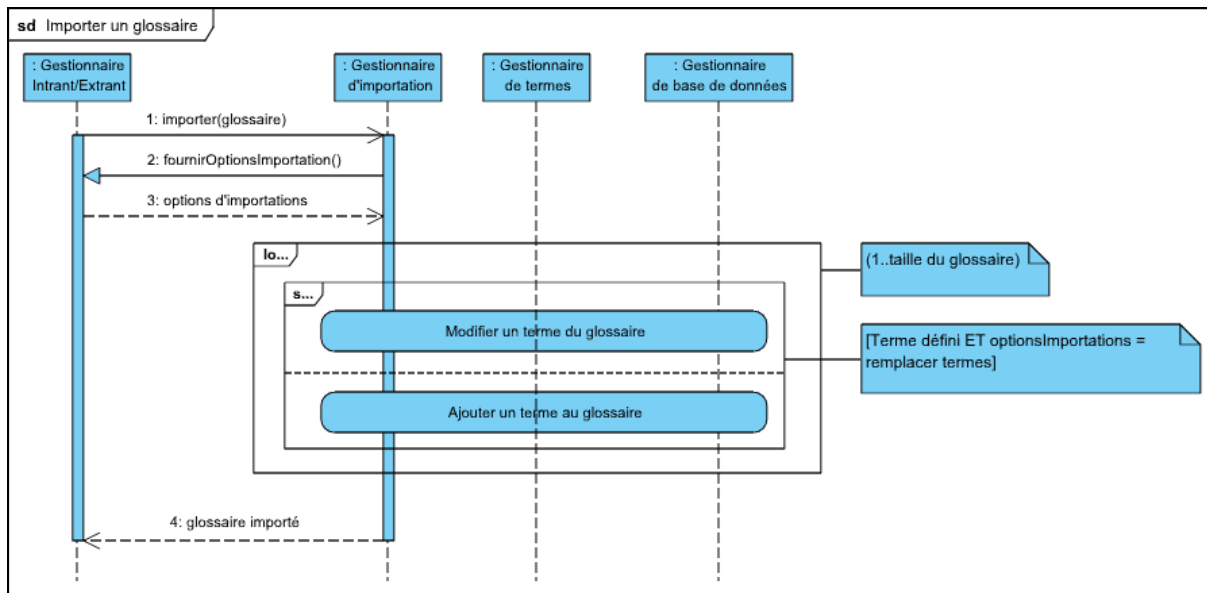 sd Importer un glossaire
: Gestionnaire
Intrant/Extrant
: Gestionnaire
d'importation
: Gestionnaire
de termes
: Gestionnaire
de base de données
1: importer(glossaire)
2: fournirOptionsImportation()
3: options d'importations
lo...
(1..taille du glossaire)
s...
Modifier un terme du glossaire
[Terme défini ET optionsImportations =
remplacer termes]
Ajouter un terme au glossaire
4: glossaire importé